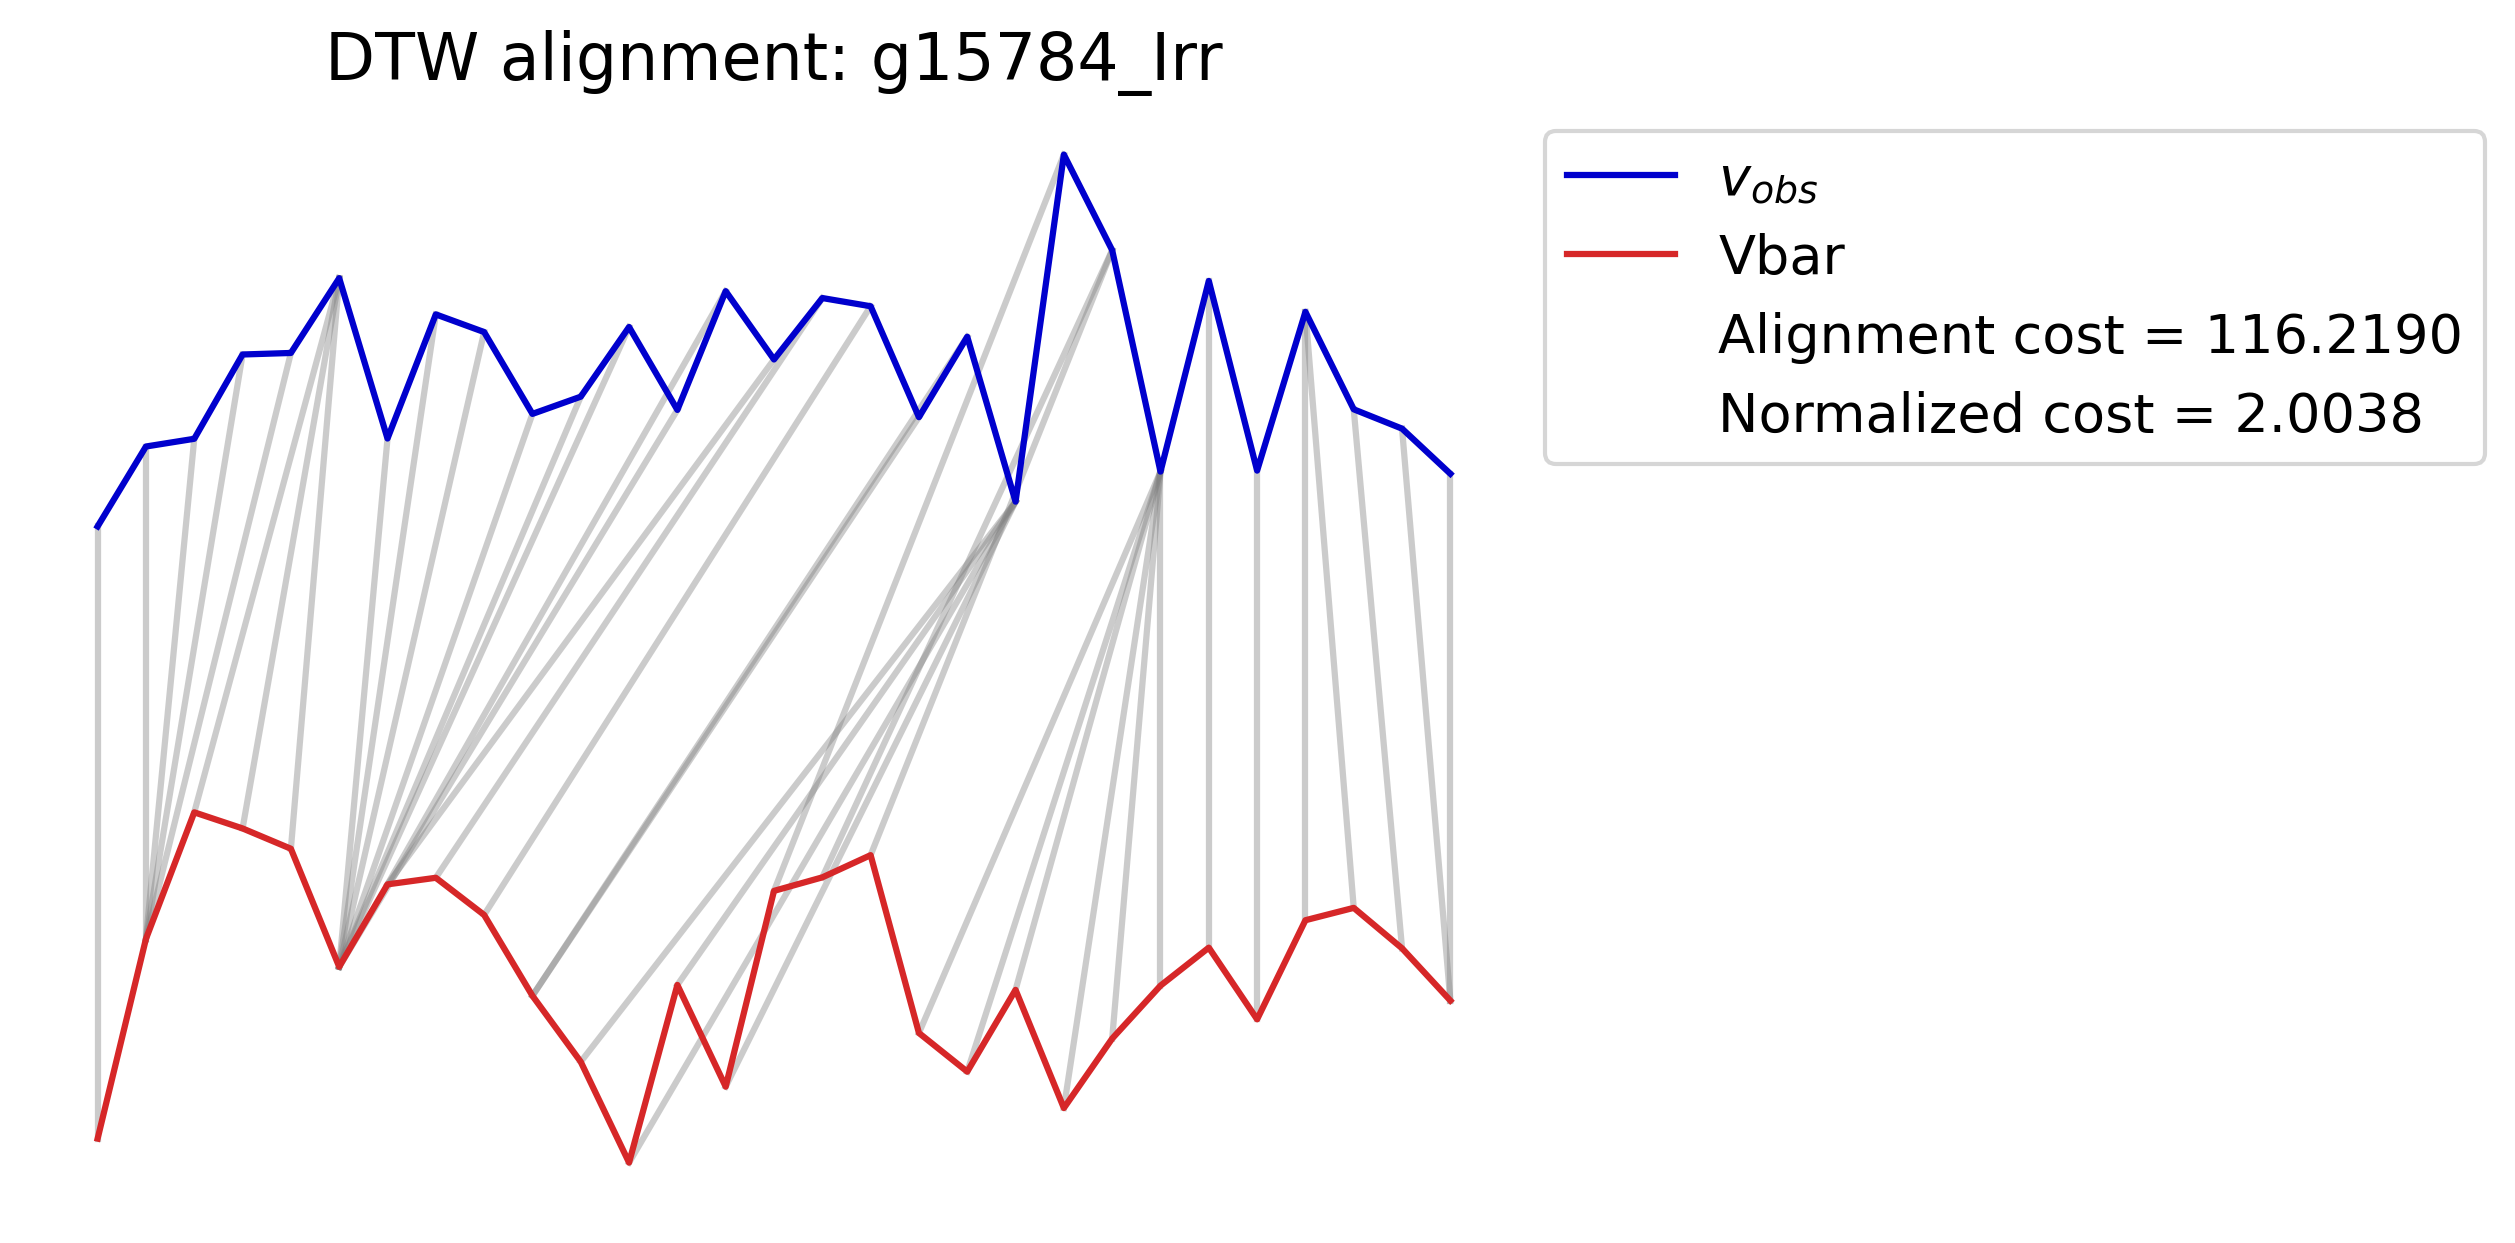 DTW alignment: g15784_Irr
v_obs
Vbar
Alignment cost = 116.2190
Normalized cost = 2.0038